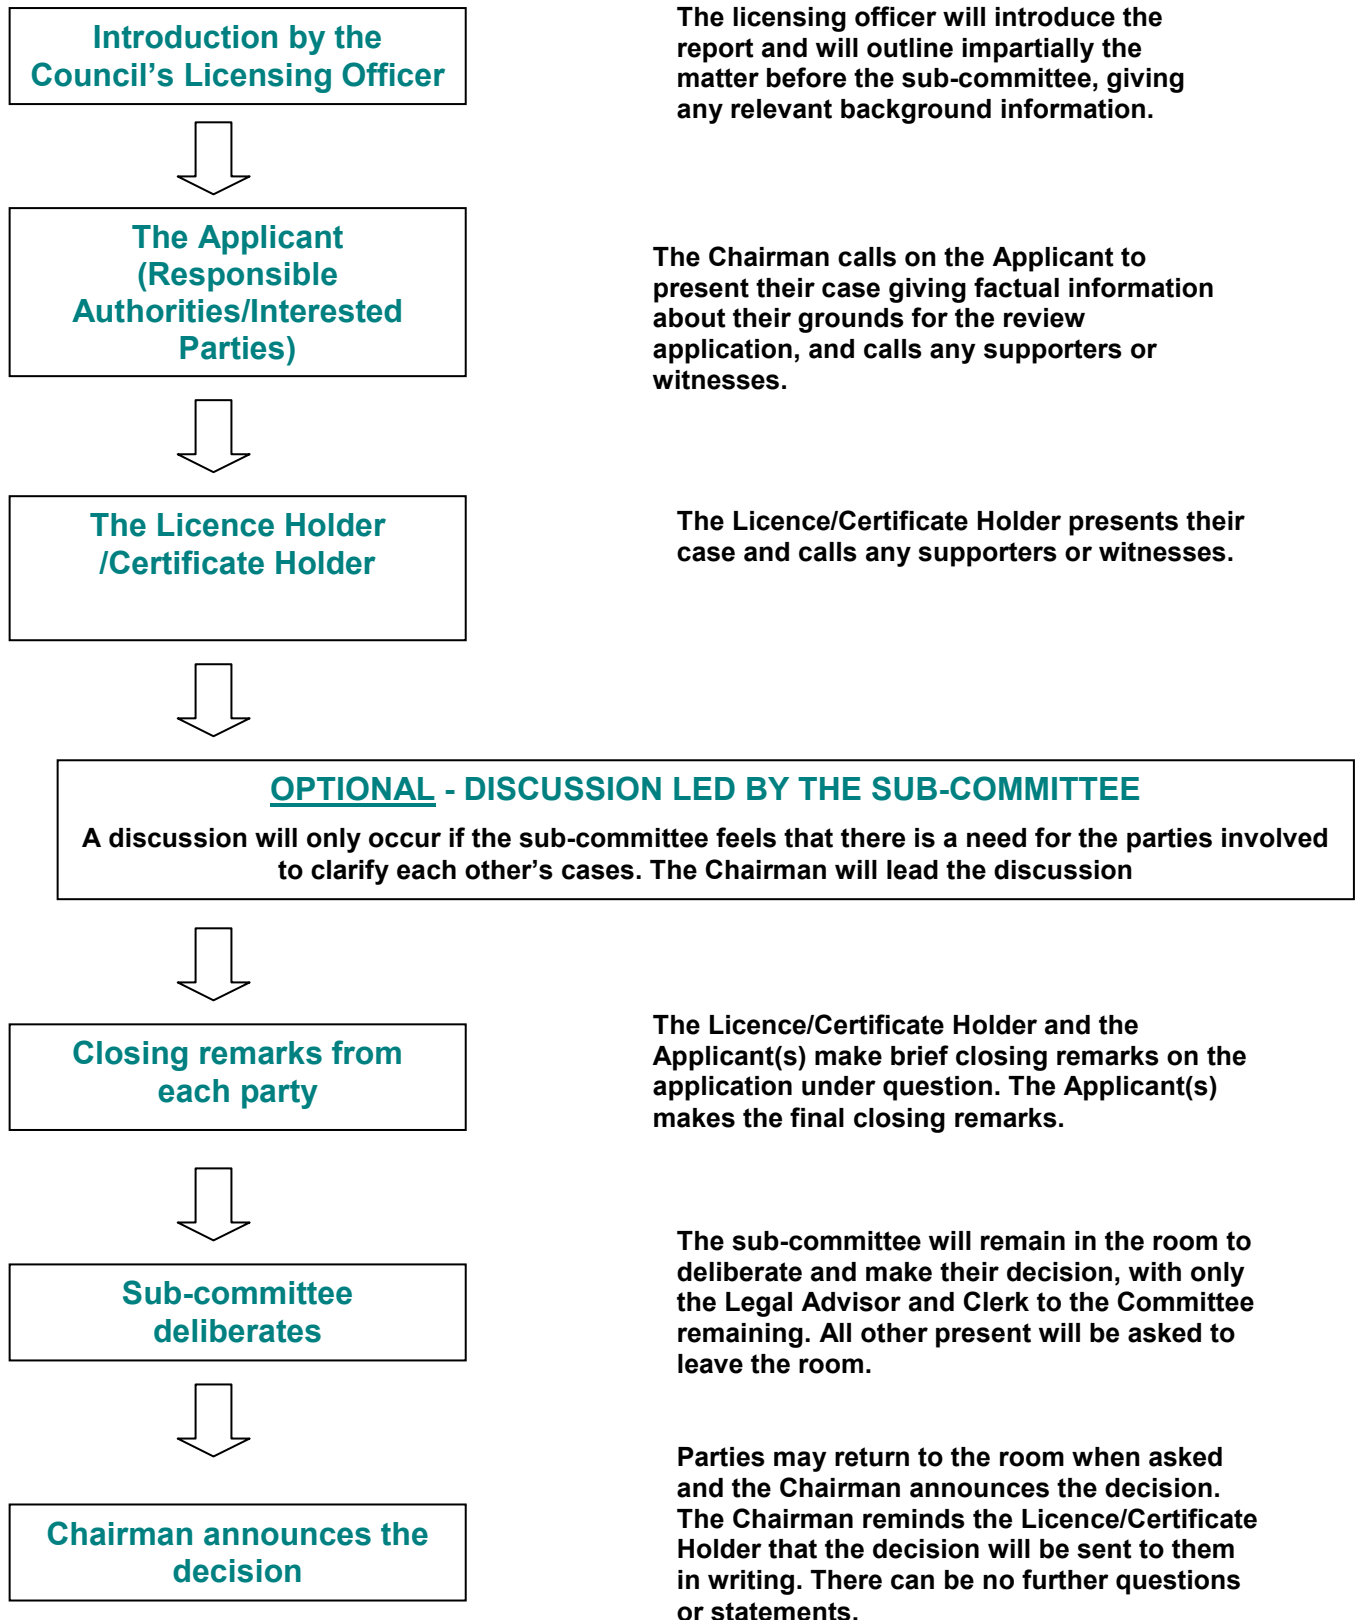 Introduction by the
Council's Licensing Officer
The licensing officer will introduce the
report and will outline impartially the
matter before the sub-committee, giving
any relevant background information.
The Applicant
(Responsible
Authorities/Interested
Parties)
The Chairman calls on the Applicant to
present their case giving factual information
about their grounds for the review
application, and calls any supporters or
witnesses.
The Licence Holder
/Certificate Holder
The Licence/Certificate Holder presents their
case and calls any supporters or witnesses.
OPTIONAL - DISCUSSION LED BY THE SUB-COMMITTEE
A discussion will only occur if the sub-committee feels that there is a need for the parties involved
to clarify each other's cases. The Chairman will lead the discussion
Closing remarks from
each party
The Licence/Certificate Holder and the
Applicant(s) make brief closing remarks on the
application under question. The Applicant(s)
makes the final closing remarks.
Sub-committee
deliberates
The sub-committee will remain in the room to
deliberate and make their decision, with only
the Legal Advisor and Clerk to the Committee
remaining. All other present will be asked to
leave the room.
Chairman announces the
decision
Parties may return to the room when asked
and the Chairman announces the decision.
The Chairman reminds the Licence/Certificate
Holder that the decision will be sent to them
in writing. There can be no further questions
or statements.